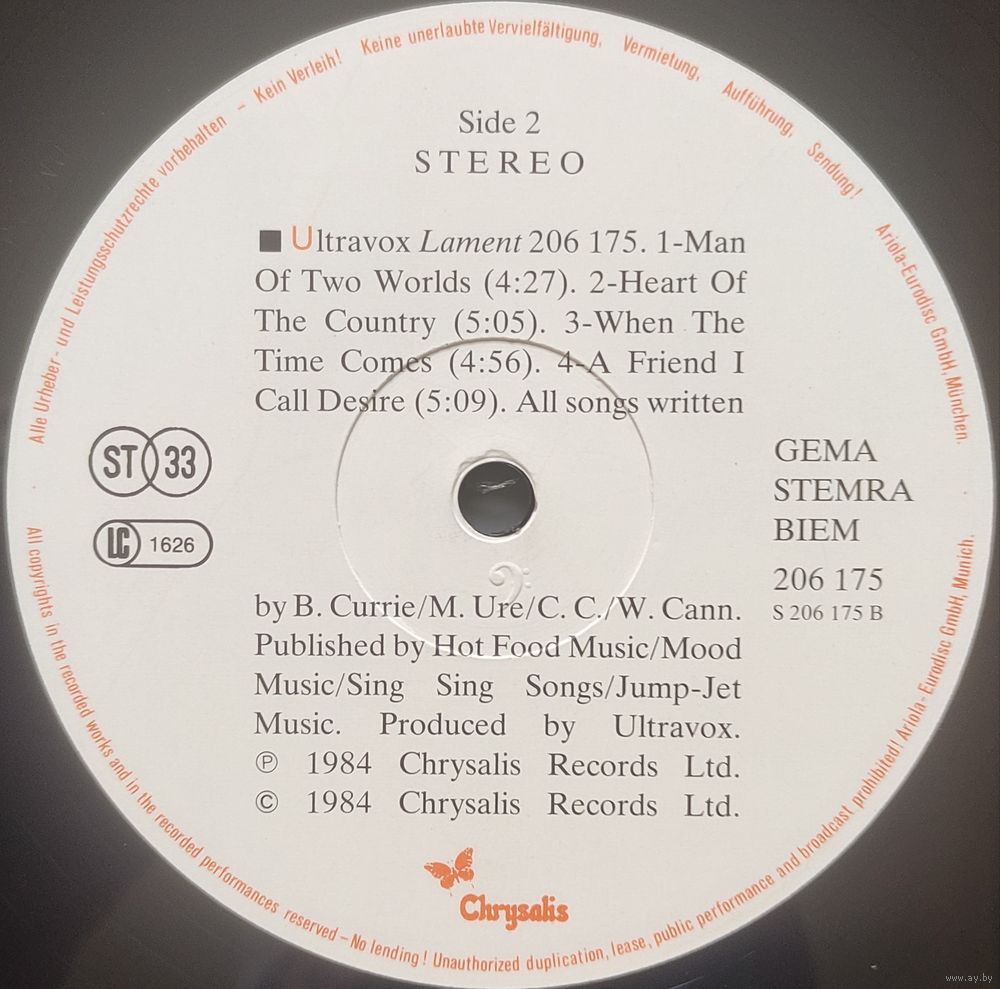 Alle Urheber- und Leistungsschutzrechte vorbehalten – Kein Verleih! Keine unerlaubte Vervielfältigung, Vermietung, Aufführung, Sendung! Ariola-Eurodisc GmbH, München.
Side 2
STEREO
■ Ultravox Lament 206 175. 1-Man
Of Two Worlds (4:27). 2-Heart Of
The Country (5:05). 3-When The
Time Comes (4:56). 4-A Friend I
Call Desire (5:09). All songs written
ST 33
LC 1626
GEMA
STEMRA
BIEM
206 175
S 206 175 B
by B. Currie/M. Ure/C. C./W. Cann.
Published by Hot Food Music/Mood
Music/Sing Sing Songs/Jump-Jet
Music. Produced by Ultravox.
℗ 1984 Chrysalis Records Ltd.
© 1984 Chrysalis Records Ltd.
Chrysalis
All copyrights in the recorded works and in the recorded performances reserved – No lending! Unauthorized duplication, lease, public performance and broadcast prohibited! Ariola-Eurodisc GmbH, Munich.
www.ay.by